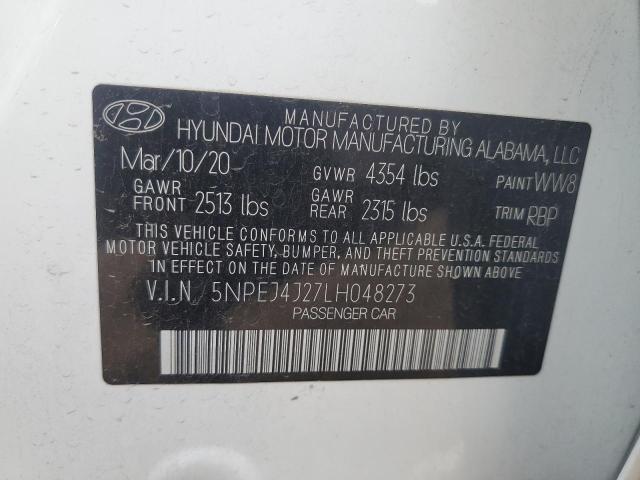 MANUFACTURED BY
HYUNDAI MOTOR MANUFACTURING ALABAMA, LLC
Mar/10/20 GVWR 4354 lbs PAINT WW8
GAWR FRONT 2513 lbs GAWR REAR 2315 lbs TRIM RBP
THIS VEHICLE CONFORMS TO ALL APPLICABLE U.S.A. FEDERAL
MOTOR VEHICLE SAFETY, BUMPER, AND THEFT PREVENTION STANDARDS
IN EFFECT ON THE DATE OF MANUFACTURE SHOWN ABOVE.
V.I.N 5NPEJ4J27LH048273
PASSENGER CAR